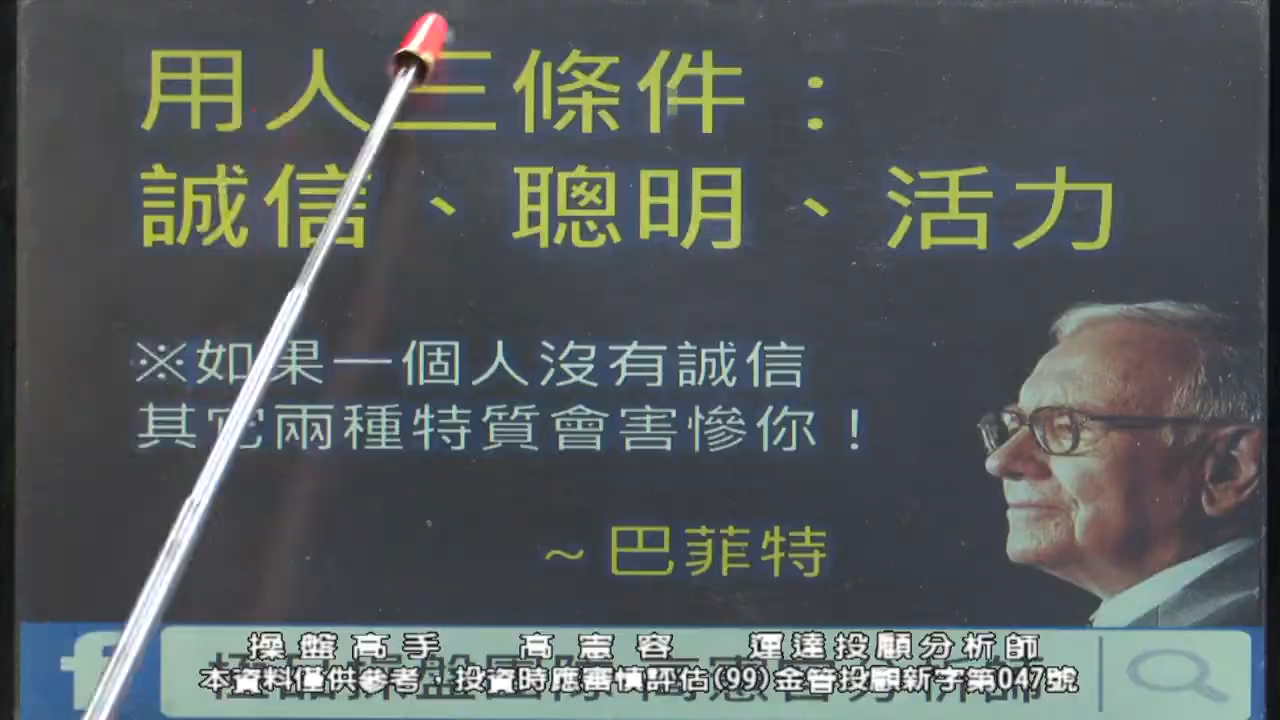 用人三條件：
誠信、聰明、活力
※如果一個人沒有誠信
其它兩種特質會害慘你！
~巴菲特
操盤高手 高憲容 運達投顧分析師
本資料僅供參考，投資時應審慎評估(99)金管投顧新字第047號